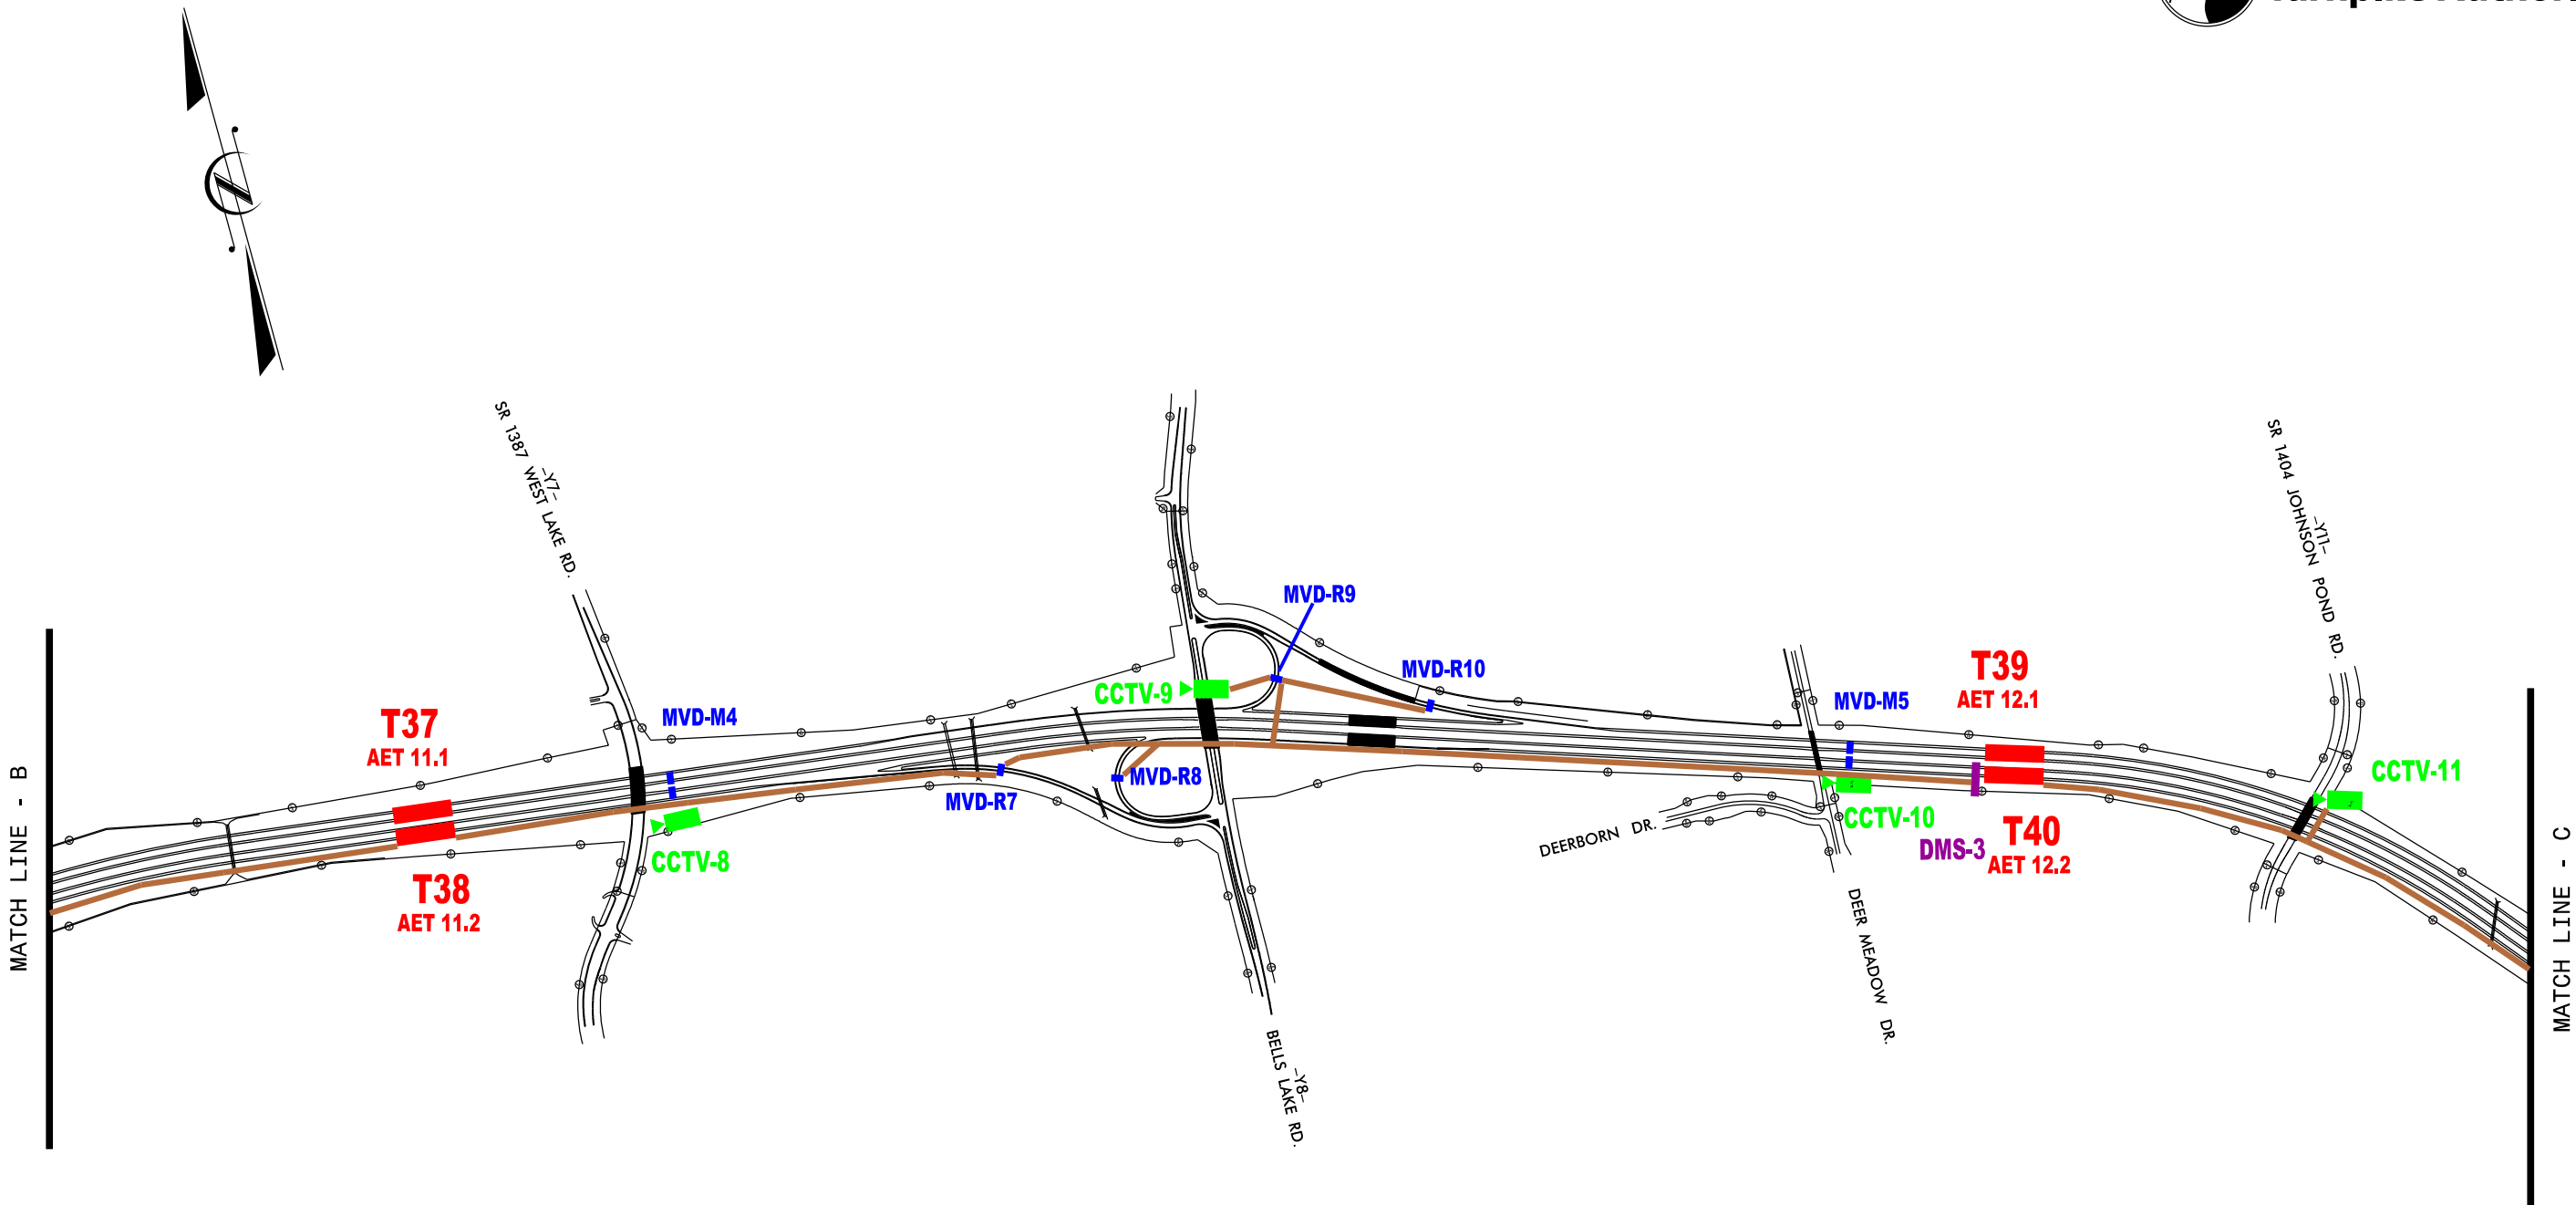 MATCH LINE - B
SR 1387 WEST LAKE RD.
-Y7-
T37
AET 11.1
T38
AET 11.2
MVD-M4
CCTV-8
MVD-R7
CCTV-9
MVD-R8
MVD-R9
MVD-R10
-Y8-
BELLS LAKE RD.
DEERBORN DR.
DEER MEADOW DR.
MVD-M5
CCTV-10
DMS-3
T39
AET 12.1
T40
AET 12.2
SR 1404 JOHNSON POND RD.
-Y11-
CCTV-11
MATCH LINE - C